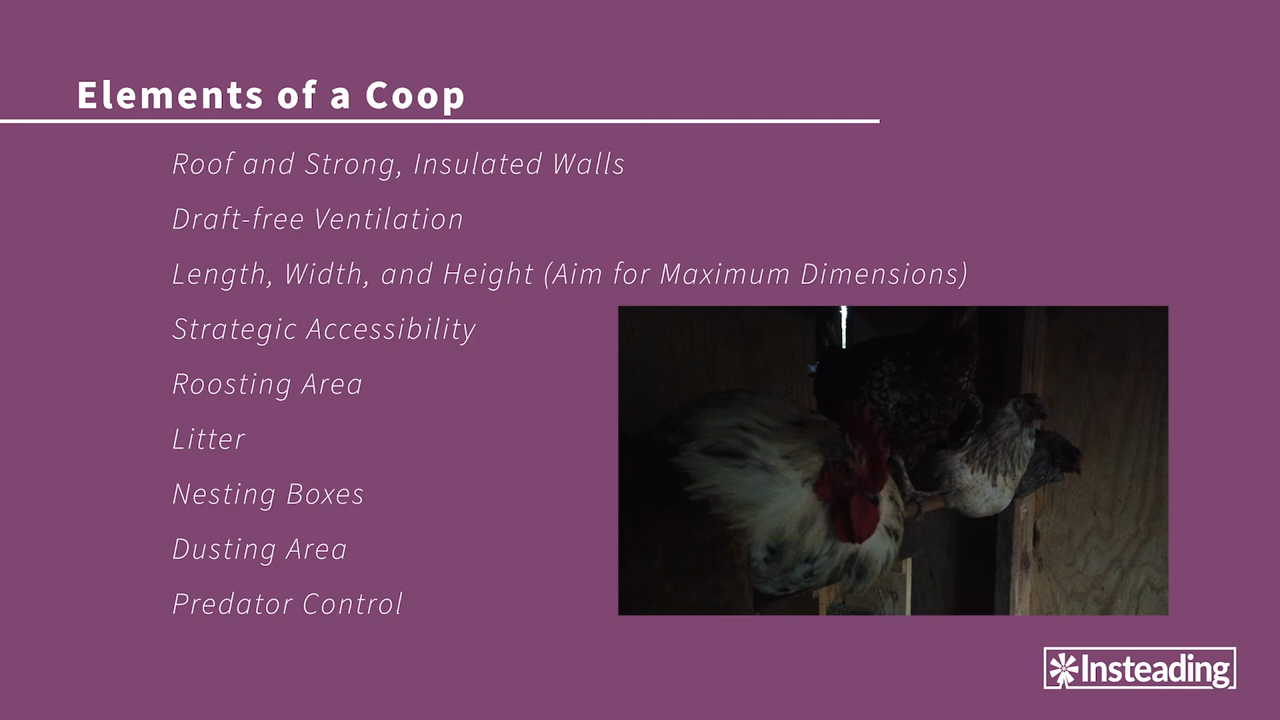 Elements of a Coop
Roof and Strong, Insulated Walls
Draft-free Ventilation
Length, Width, and Height (Aim for Maximum Dimensions)
Strategic Accessibility
Roosting Area
Litter
Nesting Boxes
Dusting Area
Predator Control
Insteading